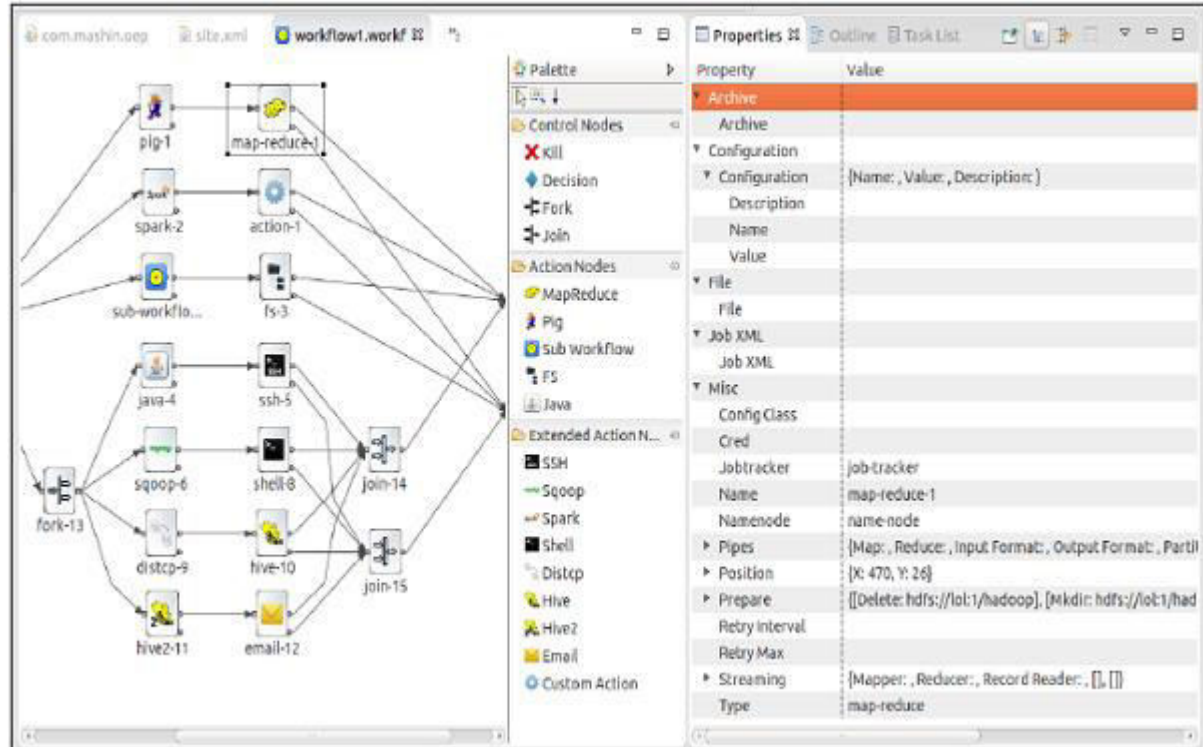 com.mashin.oep
site.xml
workflow1.workf
pig-1
map-reduce-1
spark-2
action-1
sub-workflo...
fs-3
java-4
ssh-5
sqoop-6
shell-8
join-14
fork-13
distcp-9
hive-10
join-15
hive2-11
email-12
Palette
Control Nodes
Kill
Decision
Fork
Join
Action Nodes
MapReduce
Pig
Sub Workflow
FS
Java
Extended Action N...
SSH
Sqoop
Spark
Shell
Distcp
Hive
Hive2
Email
Custom Action
Properties Outline Task List
Property Value
Archive
Archive
Configuration
Configuration {Name: , Value: , Description: }
Description
Name
Value
File
File
Job XML
Job XML
Misc
Config Class
Cred
Jobtracker job-tracker
Name map-reduce-1
Namenode name-node
Pipes {Map: , Reduce: , Input Format: , Output Format: , Partit
Position {X: 470, Y: 26}
Prepare {[Delete: hdfs://lol:1/hadoop], [Mkdir: hdfs://lol:1/had
Retry Interval
Retry Max
Streaming {Mapper: , Reducer: , Record Reader: , [], []}
Type map-reduce